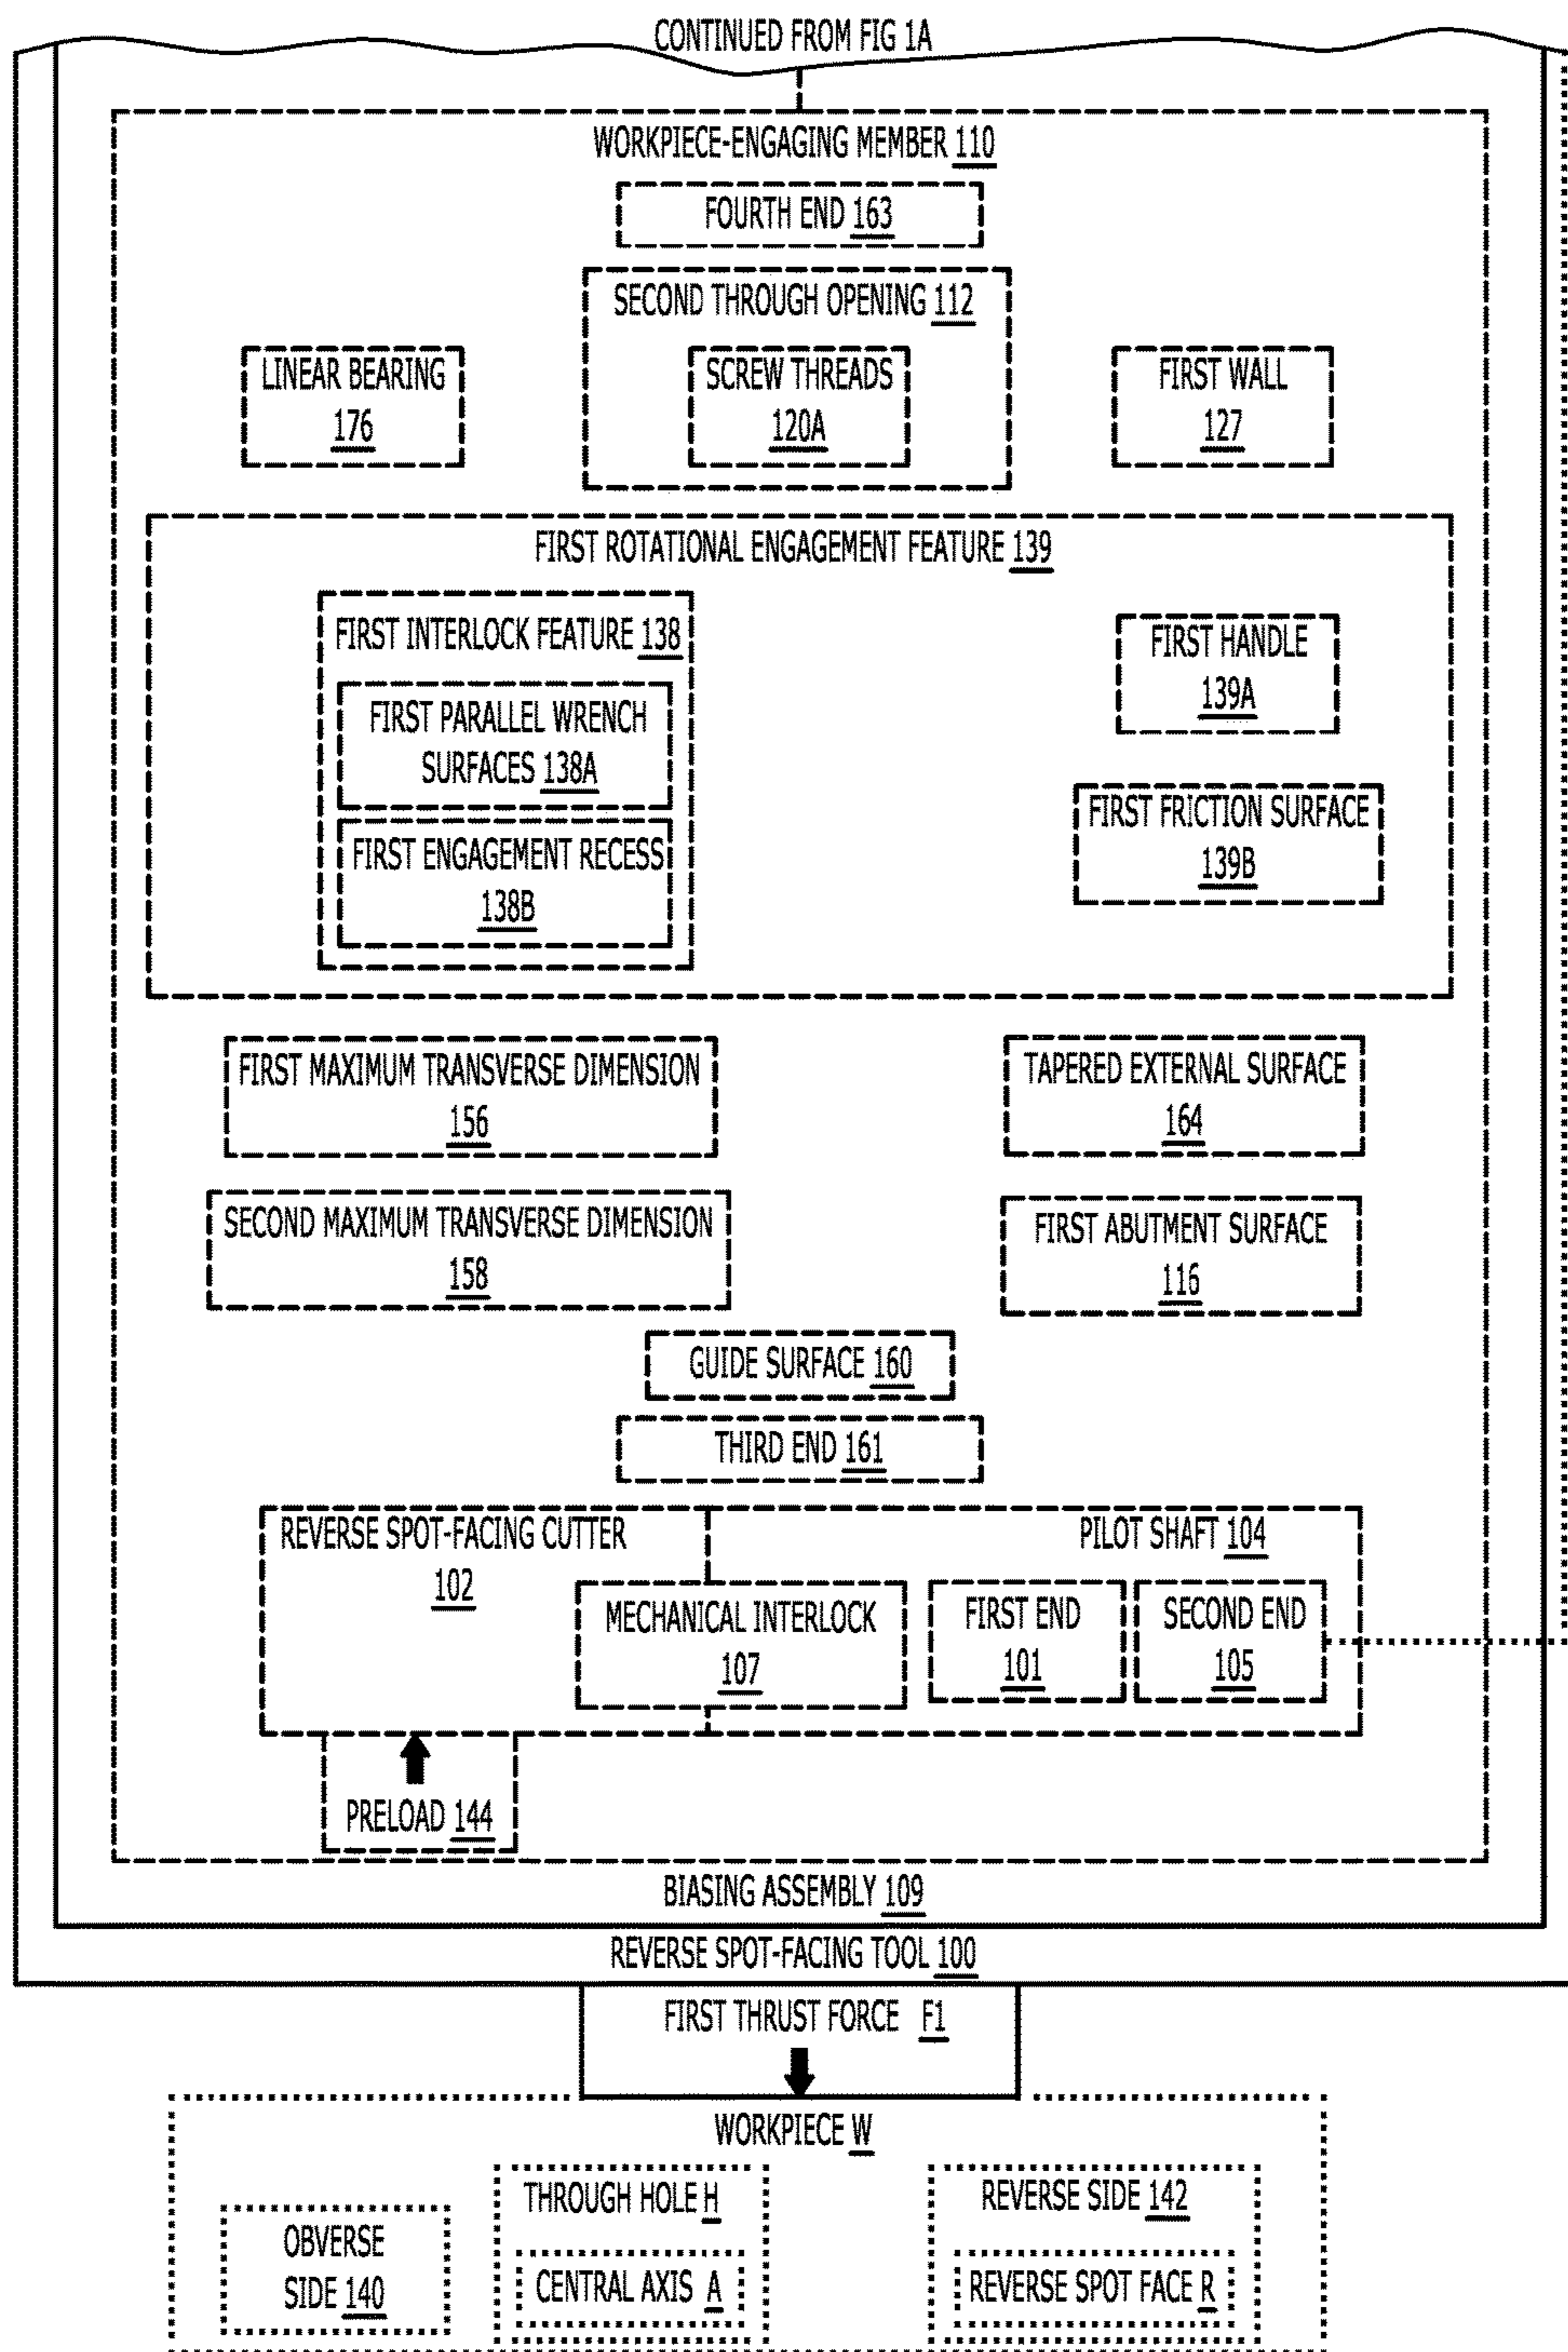 CONTINUED FROM FIG 1A
WORKPIECE-ENGAGING MEMBER 110
FOURTH END 163
SECOND THROUGH OPENING 112
LINEAR BEARING
176
SCREW THREADS
120A
FIRST WALL
127
FIRST ROTATIONAL ENGAGEMENT FEATURE 139
FIRST INTERLOCK FEATURE 138
FIRST PARALLEL WRENCH
SURFACES 138A
FIRST ENGAGEMENT RECESS
138B
FIRST HANDLE
139A
FIRST FRICTION SURFACE
139B
FIRST MAXIMUM TRANSVERSE DIMENSION
156
TAPERED EXTERNAL SURFACE
164
SECOND MAXIMUM TRANSVERSE DIMENSION
158
FIRST ABUTMENT SURFACE
116
GUIDE SURFACE 160
THIRD END 161
REVERSE SPOT-FACING CUTTER
102
PILOT SHAFT 104
MECHANICAL INTERLOCK
107
FIRST END
101
SECOND END
105
PRELOAD 144
BIASING ASSEMBLY 109
REVERSE SPOT-FACING TOOL 100
FIRST THRUST FORCE F1
WORKPIECE W
OBVERSE
SIDE 140
THROUGH HOLE H
CENTRAL AXIS A
REVERSE SIDE 142
REVERSE SPOT FACE R